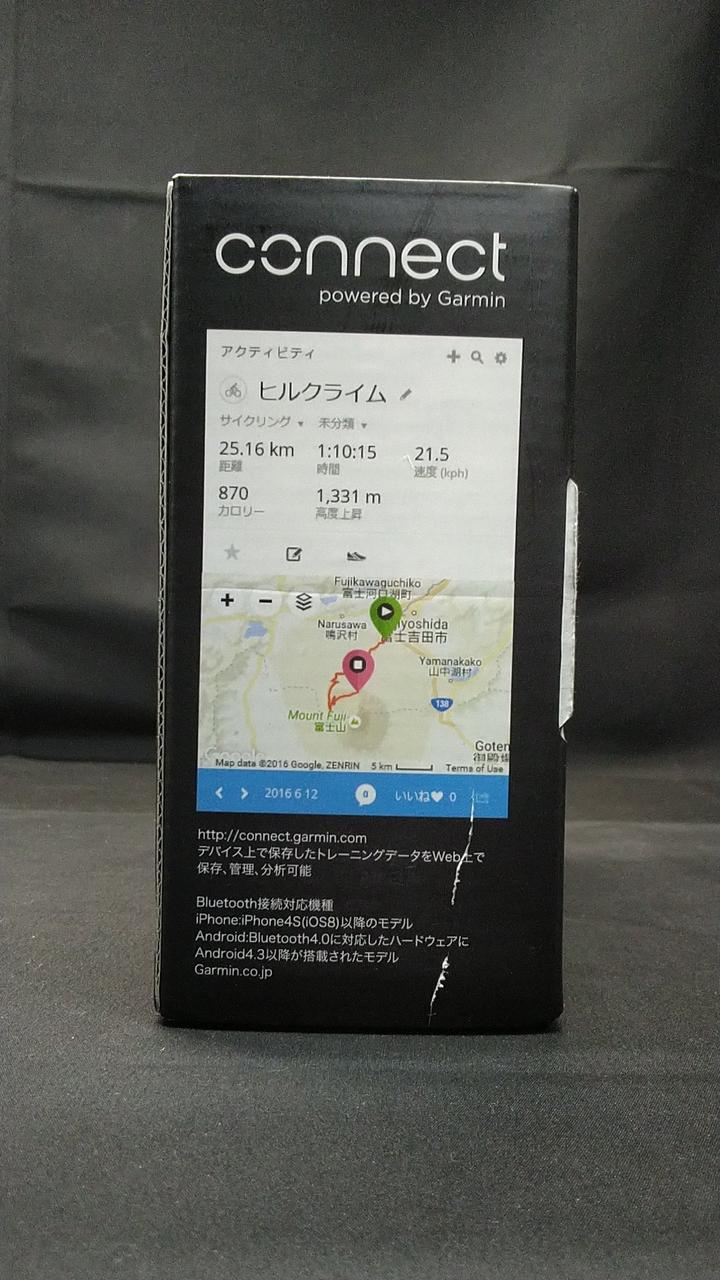 connect
powered by Garmin
アクティビティ
ヒルクライム
サイクリング 未分類
25.16 km 1:10:15 21.5
距離 時間 速度 (kph)
870 1,331 m
カロリー 高度上昇
Fujikawaguchiko
富士河口湖町
Narusawa
鳴沢村
yoshida
士吉田市
Yamanakako
山中湖村
138
Mount Fuji
富士山
Goten
御殿場
Google
Map data ©2016 Google, ZENRIN 5 km Terms of Use
2016 6 12 0 いいね 0
http://connect.garmin.com
デバイス上で保存したトレーニングデータをWeb上で
保存、管理、分析可能
Bluetooth接続対応機種
iPhone:iPhone4S(iOS8)以降のモデル
Android:Bluetooth4.0に対応したハードウェアに
Android4.3以降が搭載されたモデル
Garmin.co.jp